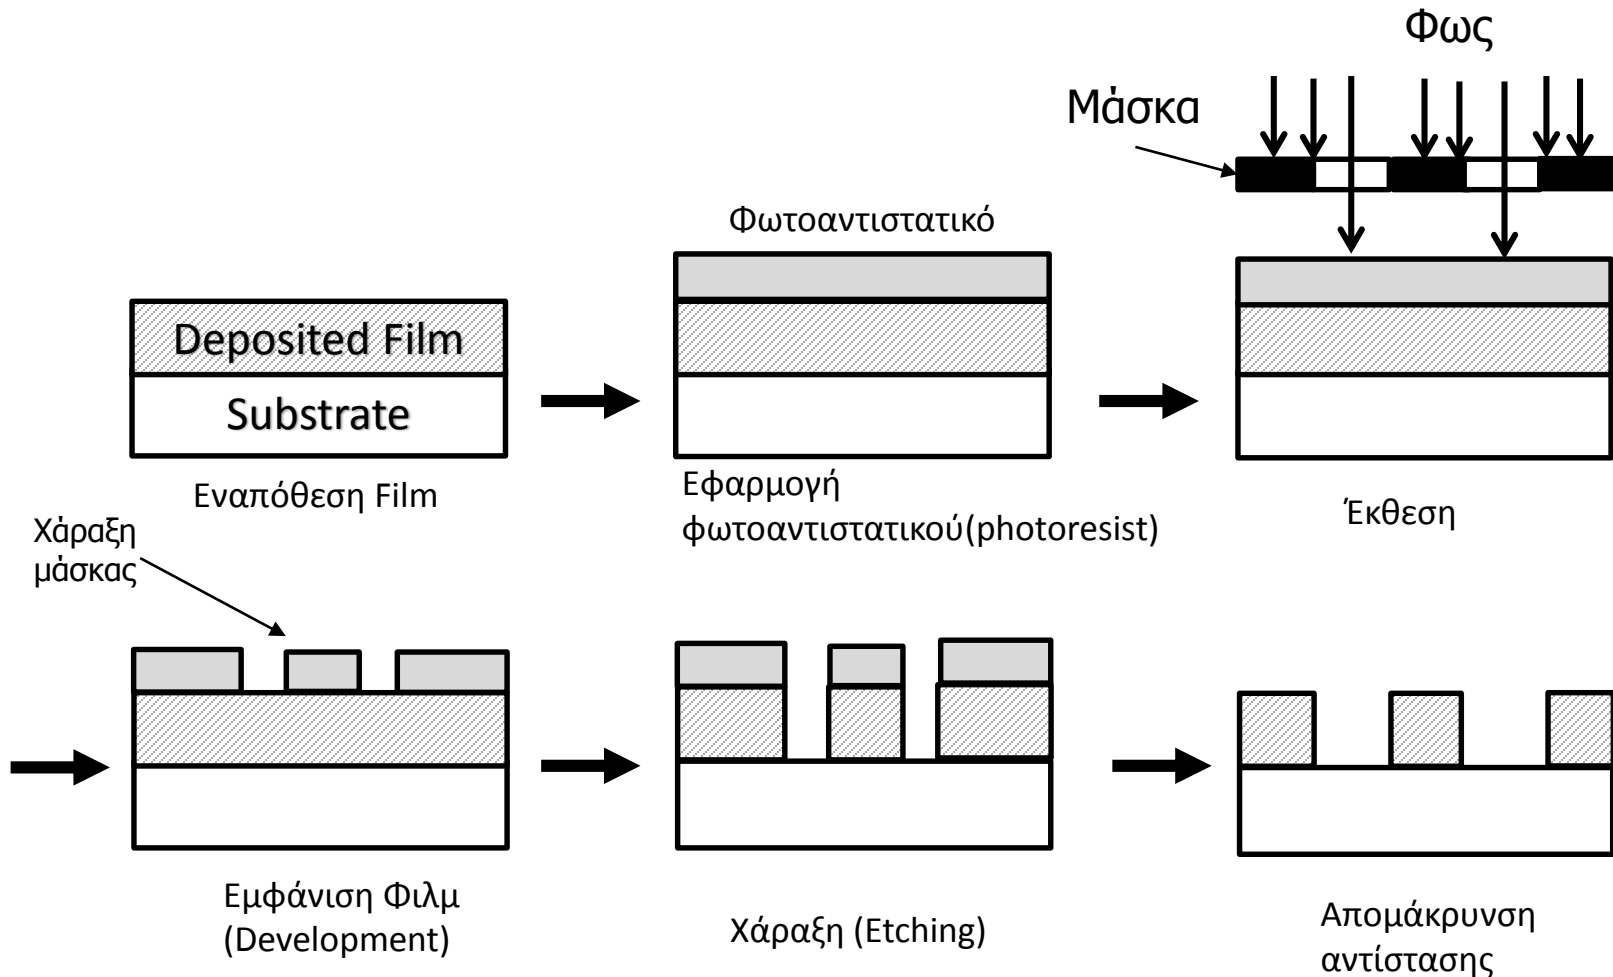 Φως
Μάσκα
Φωτοαντιστατικό
Deposited Film
Substrate
Εναπόθεση Film
Εφαρμογή
φωτοαντιστατικού(photoresist)
Έκθεση
Χάραξη
μάσκας
Εμφάνιση Φιλμ
(Development)
Χάραξη (Etching)
Απομάκρυνση
αντίστασης